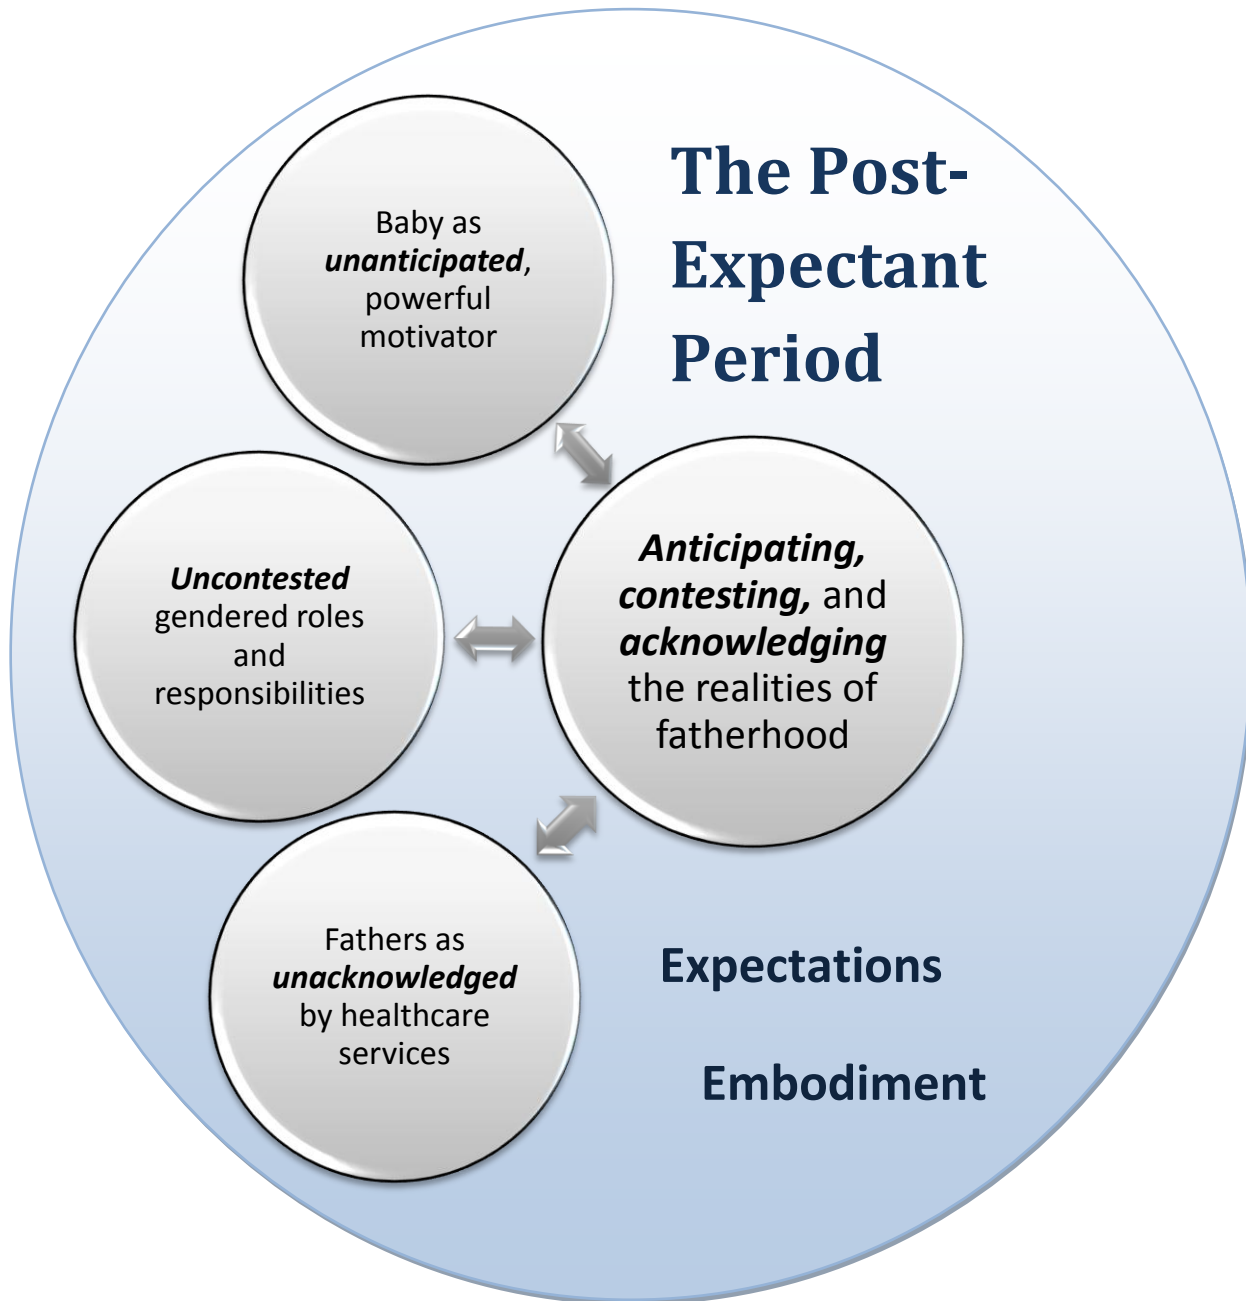 The Post-
Expectant
Period
Baby as
unanticipated,
powerful
motivator
Uncontested
gendered roles
and
responsibilities
Anticipating,
contesting, and
acknowledging
the realities of
fatherhood
Fathers as
unacknowledged
by healthcare
services
Expectations
Embodiment